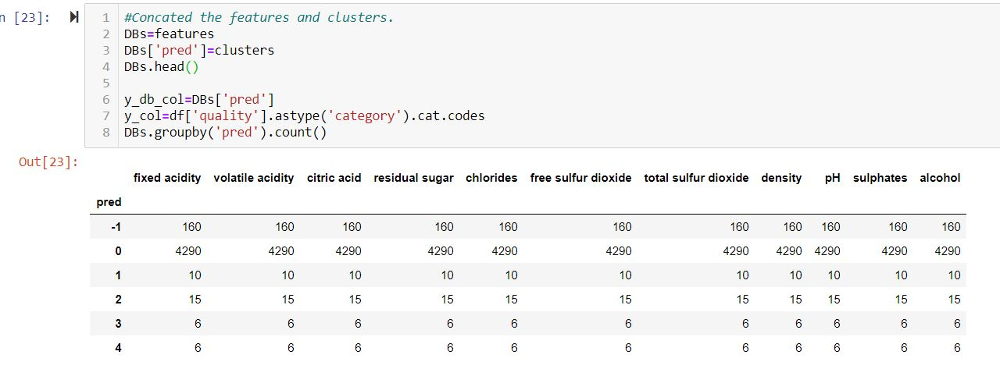 n [23]:
1 #Concated the features and clusters.
2 DBs=features
3 DBs['pred']=clusters
4 DBs.head()
5
6 y_db_col=DBs['pred']
7 y_col=df['quality'].astype('category').cat.codes
8 DBs.groupby('pred').count()
Out[23]:
fixed acidity volatile acidity citric acid residual sugar chlorides free sulfur dioxide total sulfur dioxide density pH sulphates alcohol
pred
-1 160 160 160 160 160 160 160 160 160 160 160
0 4290 4290 4290 4290 4290 4290 4290 4290 4290 4290 4290
1 10 10 10 10 10 10 10 10 10 10 10
2 15 15 15 15 15 15 15 15 15 15 15
3 6 6 6 6 6 6 6 6 6 6 6
4 6 6 6 6 6 6 6 6 6 6 6